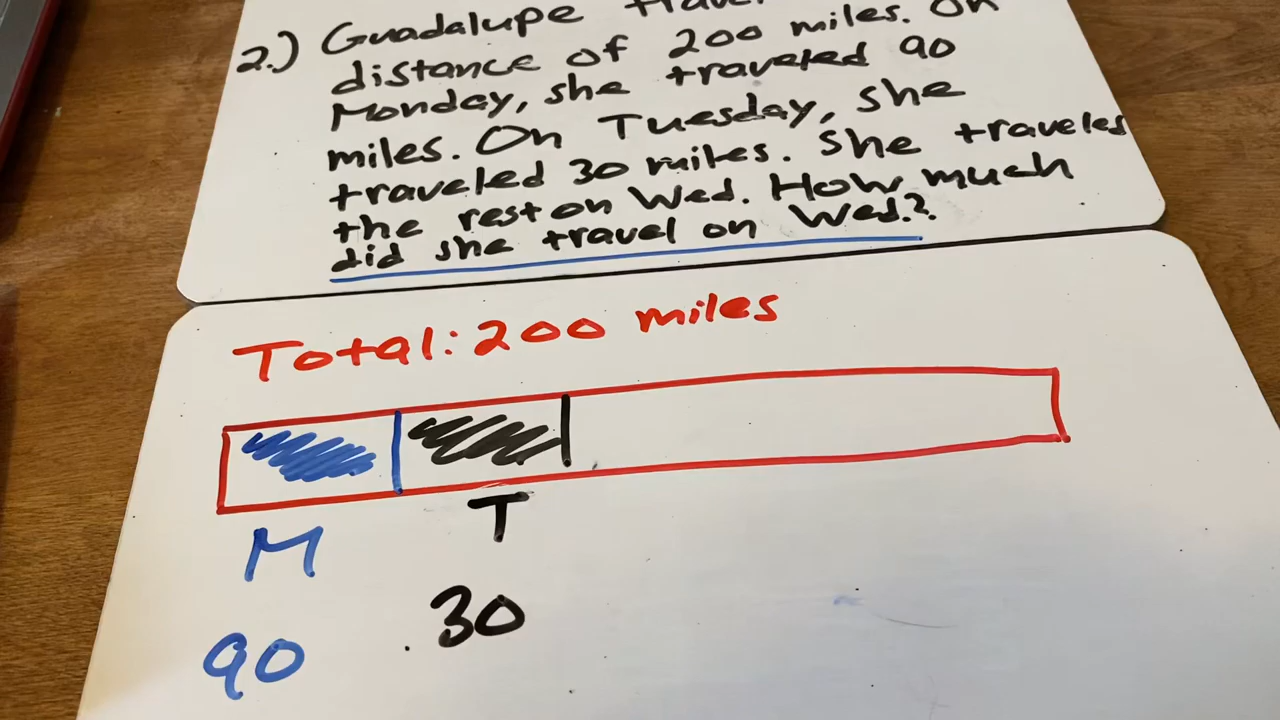 2.) Guadalupe
distance of 200 miles. On
Monday, she traveled 90
miles. On Tuesday, she
traveled 30 miles. She traveled
the rest on Wed. How much
did she travel on Wed.?
Total: 200 miles
M T
90 30